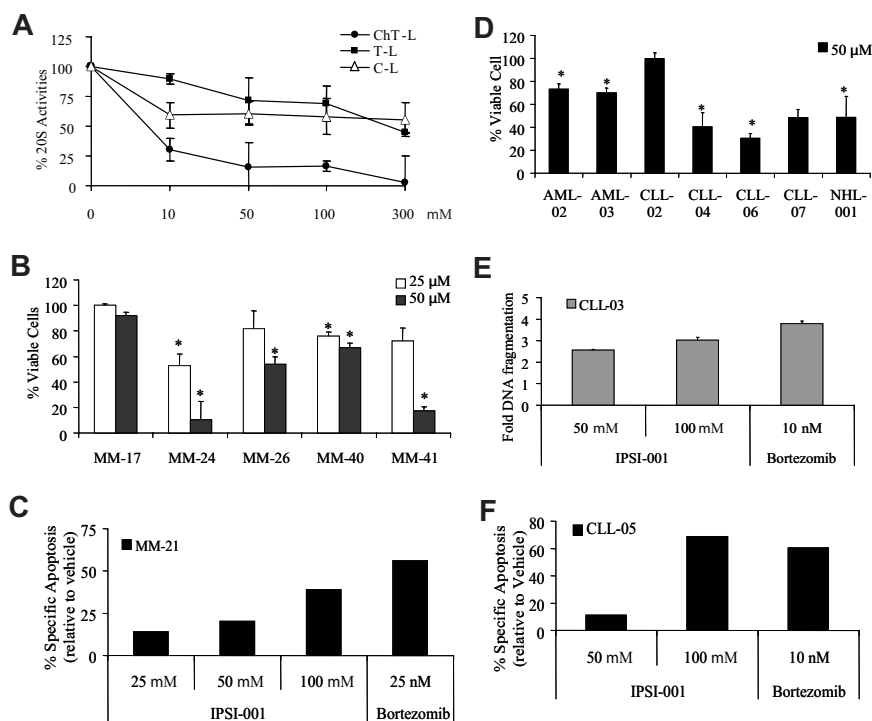 A
125
100
75
50
25
0
% 20S Activities
ChT-L
T-L
C-L
0 10 50 100 300 mM
B
120
100
80
60
40
20
0
% Viable Cells
25 µM
50 µM
* * * * * *
MM-17 MM-24 MM-26 MM-40 MM-41
C
75
50
25
0
% Specific Apoptosis
(relative to vehicle)
MM-21
25 mM 50 mM 100 mM 25 nM
IPSI-001 Bortezomib
D
120
100
80
60
40
20
0
% Viable Cell
50 µM
* * * * *
AML-02 AML-03 CLL-02 CLL-04 CLL-06 CLL-07 NHL-001
E
5
4
3
2
1
0
Fold DNA fragmentation
CLL-03
50 mM 100 mM 10 nM
IPSI-001 Bortezomib
F
80
60
40
20
0
% Specific Apoptosis
(relative to Vehicle)
CLL-05
50 mM 100 mM 10 nM
IPSI-001 Bortezomib